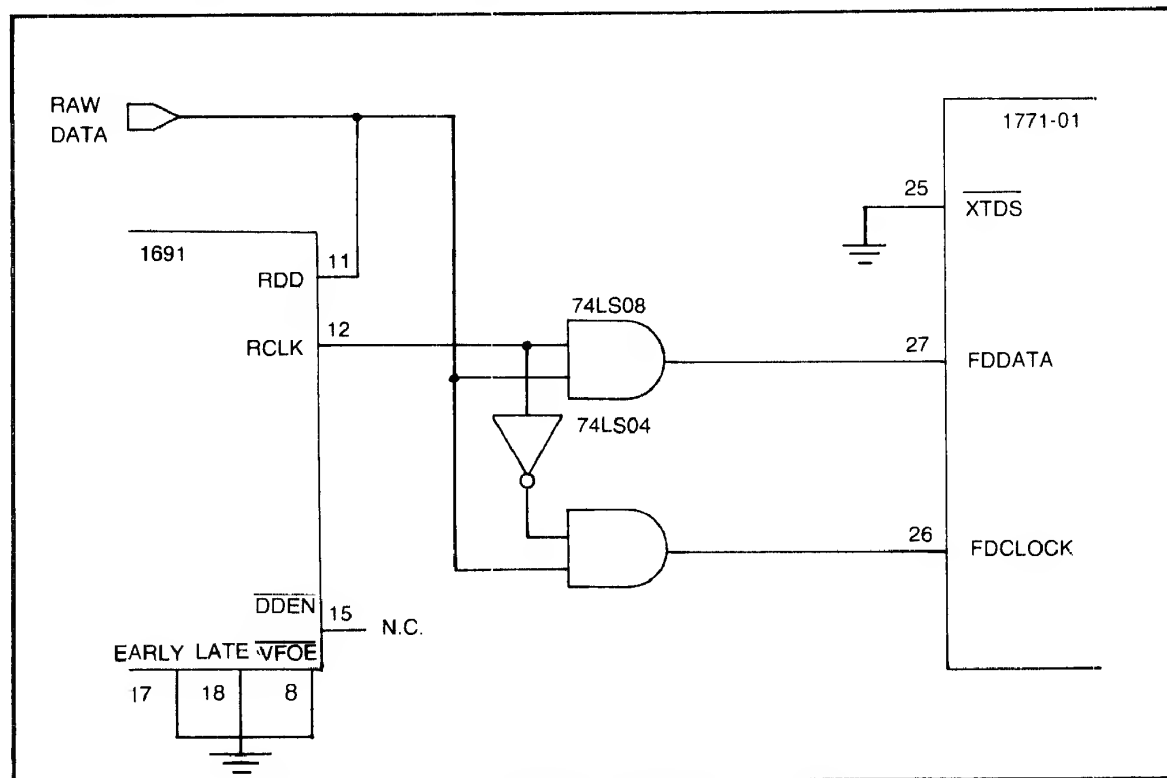 RAW
DATA
1771-01
25
XTDS
1691
11
RDD
74LS08
12
RCLK
27
FDDATA
74LS04
26
FDCLOCK
DDEN
15
N.C.
EARLY LATE VFOE
17 18 8